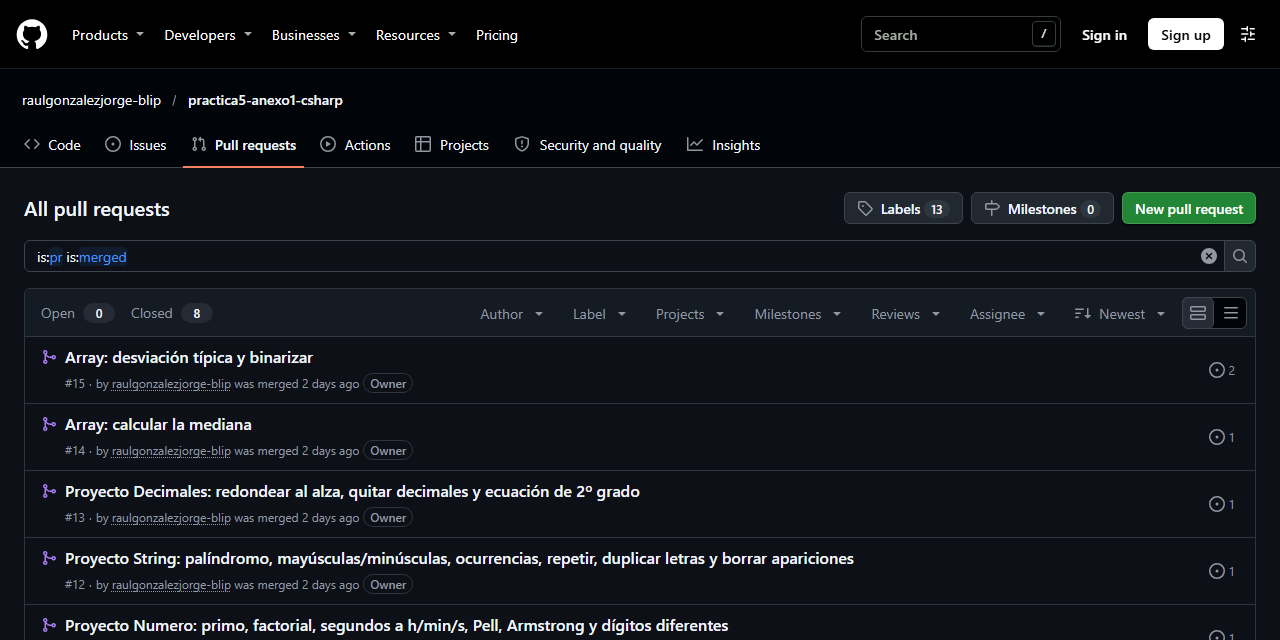 Products Developers Businesses Resources Pricing Search / Sign in Sign up
raulgonzalezjorge-blip / practica5-anexo1-csharp
Code Issues Pull requests Actions Projects Security and quality Insights
All pull requests Labels 13 Milestones 0 New pull request
is:pr is:merged
Open 0 Closed 8 Author Label Projects Milestones Reviews Assignee Newest
Array: desviación típica y binarizar
#15 · by raulgonzalezjorge-blip was merged 2 days ago Owner 2
Array: calcular la mediana
#14 · by raulgonzalezjorge-blip was merged 2 days ago Owner 1
Proyecto Decimales: redondear al alza, quitar decimales y ecuación de 2º grado
#13 · by raulgonzalezjorge-blip was merged 2 days ago Owner 1
Proyecto String: palíndromo, mayúsculas/minúsculas, ocurrencias, repetir, duplicar letras y borrar apariciones
#12 · by raulgonzalezjorge-blip was merged 2 days ago Owner 1
Proyecto Numero: primo, factorial, segundos a h/min/s, Pell, Armstrong y dígitos diferentes
1